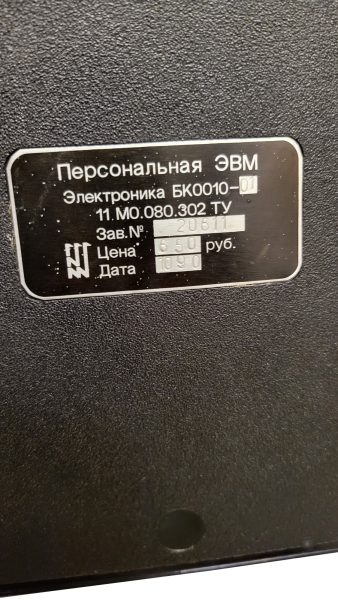 Персональная ЭВМ
Электроника БК0010-01
11.М0.080.302 ТУ
Зав.№ 20611
Цена 650 руб.
Дата 1090